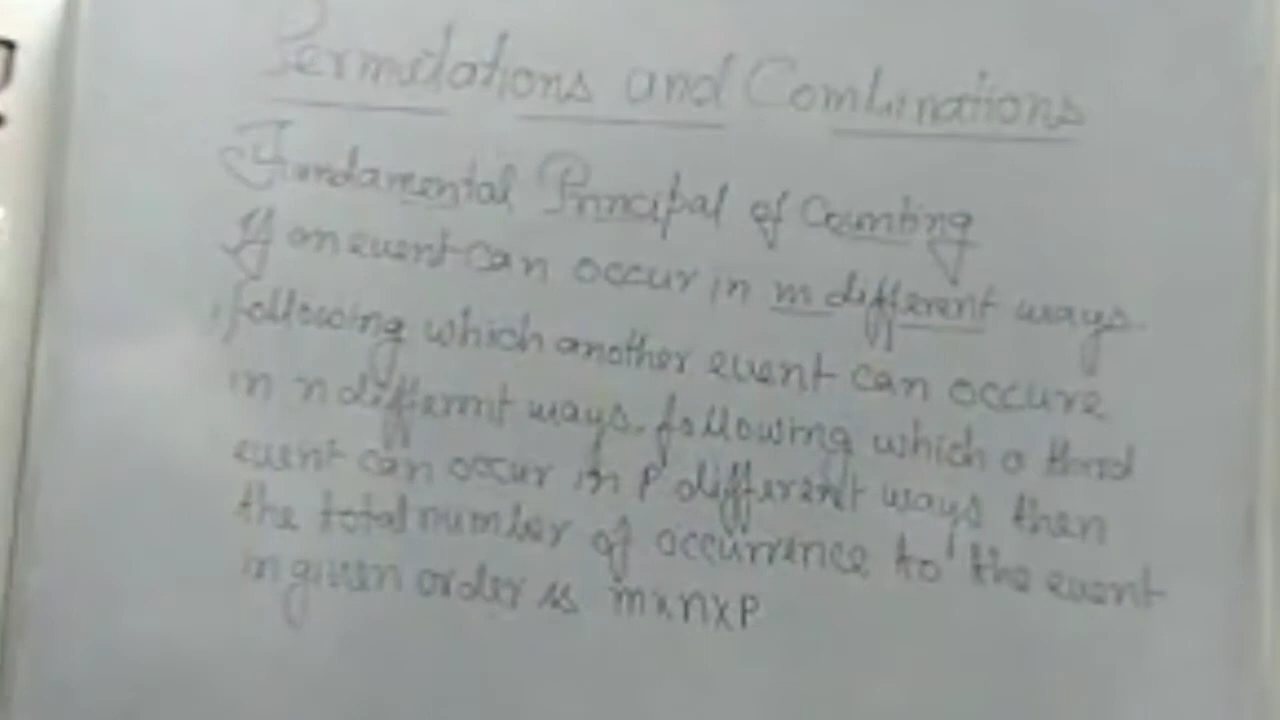 Permutations and Combinations
Fundamental Principal of Counting
If an event can occur in m different ways.
following which another event can occure
in n different ways. following which a third
event can occur in P different ways then
the total number of occurrence to the event
in given order is m×n×P